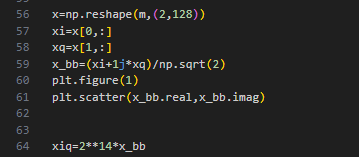 56 x=np.reshape(m,(2,128))
57 xi=x[0,:]
58 xq=x[1,:]
59 x_bb=(xi+1j*xq)/np.sqrt(2)
60 plt.figure(1)
61 plt.scatter(x_bb.real,x_bb.imag)
62
63
64 xiq=2**14*x_bb